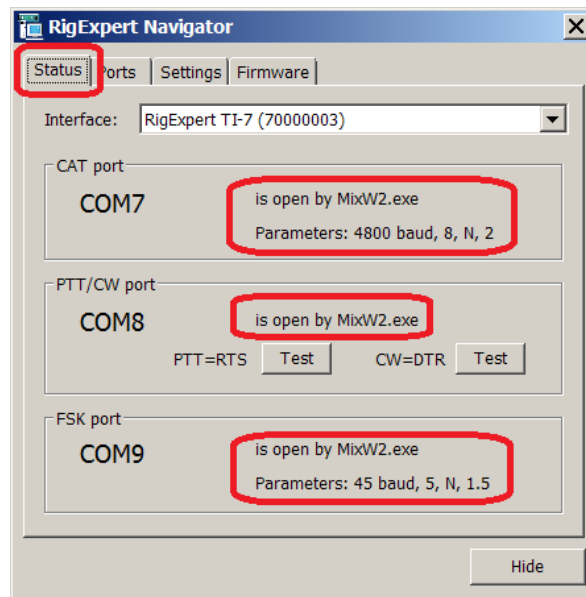 RigExpert Navigator
Status Ports Settings Firmware
Interface: RigExpert TI-7 (70000003)
CAT port
COM7
is open by MixW2.exe
Parameters: 4800 baud, 8, N, 2
PTT/CW port
COM8
is open by MixW2.exe
PTT=RTS Test CW=DTR Test
FSK port
COM9
is open by MixW2.exe
Parameters: 45 baud, 5, N, 1.5
Hide